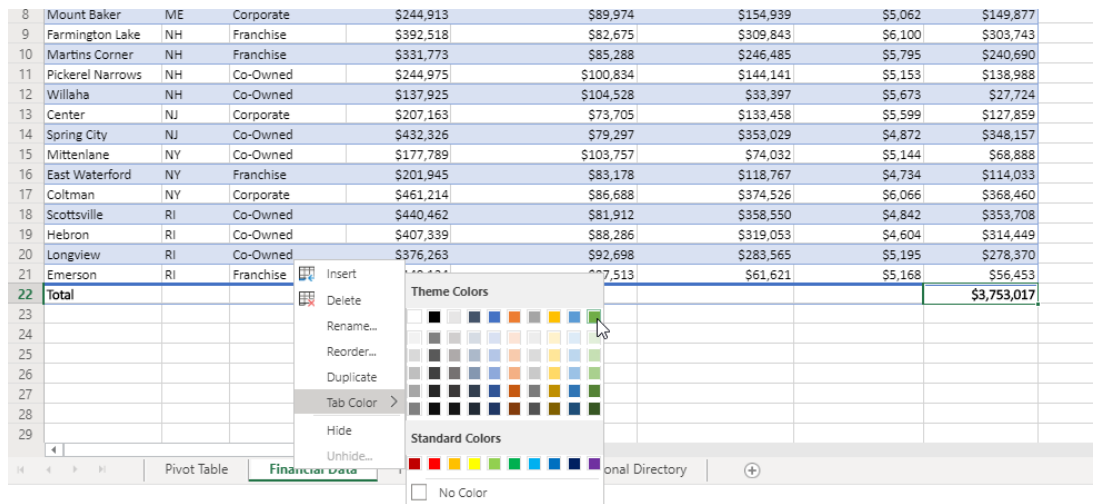 8 Mount Baker ME Corporate $244,913 $89,974 $154,939 $5,062 $149,877
9 Farmington Lake NH Franchise $392,518 $82,675 $309,843 $6,100 $303,743
10 Martins Corner NH Franchise $331,773 $85,288 $246,485 $5,795 $240,690
11 Pickerel Narrows NH Co-Owned $244,975 $100,834 $144,141 $5,153 $138,988
12 Willaha NH Co-Owned $137,925 $104,528 $33,397 $5,673 $27,724
13 Center NJ Corporate $207,163 $73,705 $133,458 $5,599 $127,859
14 Spring City NJ Co-Owned $432,326 $79,297 $353,029 $4,872 $348,157
15 Mittenlane NY Co-Owned $177,789 $103,757 $74,032 $5,144 $68,888
16 East Waterford NY Franchise $201,945 $83,178 $118,767 $4,734 $114,033
17 Coltman NY Corporate $461,214 $86,688 $374,526 $6,066 $368,460
18 Scottsville RI Co-Owned $440,462 $81,912 $358,550 $4,842 $353,708
19 Hebron RI Co-Owned $407,339 $88,286 $319,053 $4,604 $314,449
20 Longview RI Co-Owned $376,263 $92,698 $283,565 $5,195 $278,370
21 Emerson RI Franchise $61,621 $5,168 $56,453
22 Total $3,753,017
23
24
25
26
27
28
29
Insert
Delete
Rename...
Reorder...
Duplicate
Tab Color
Hide
Unhide...
Theme Colors
Standard Colors
No Color
Pivot Table Financial Data onal Directory